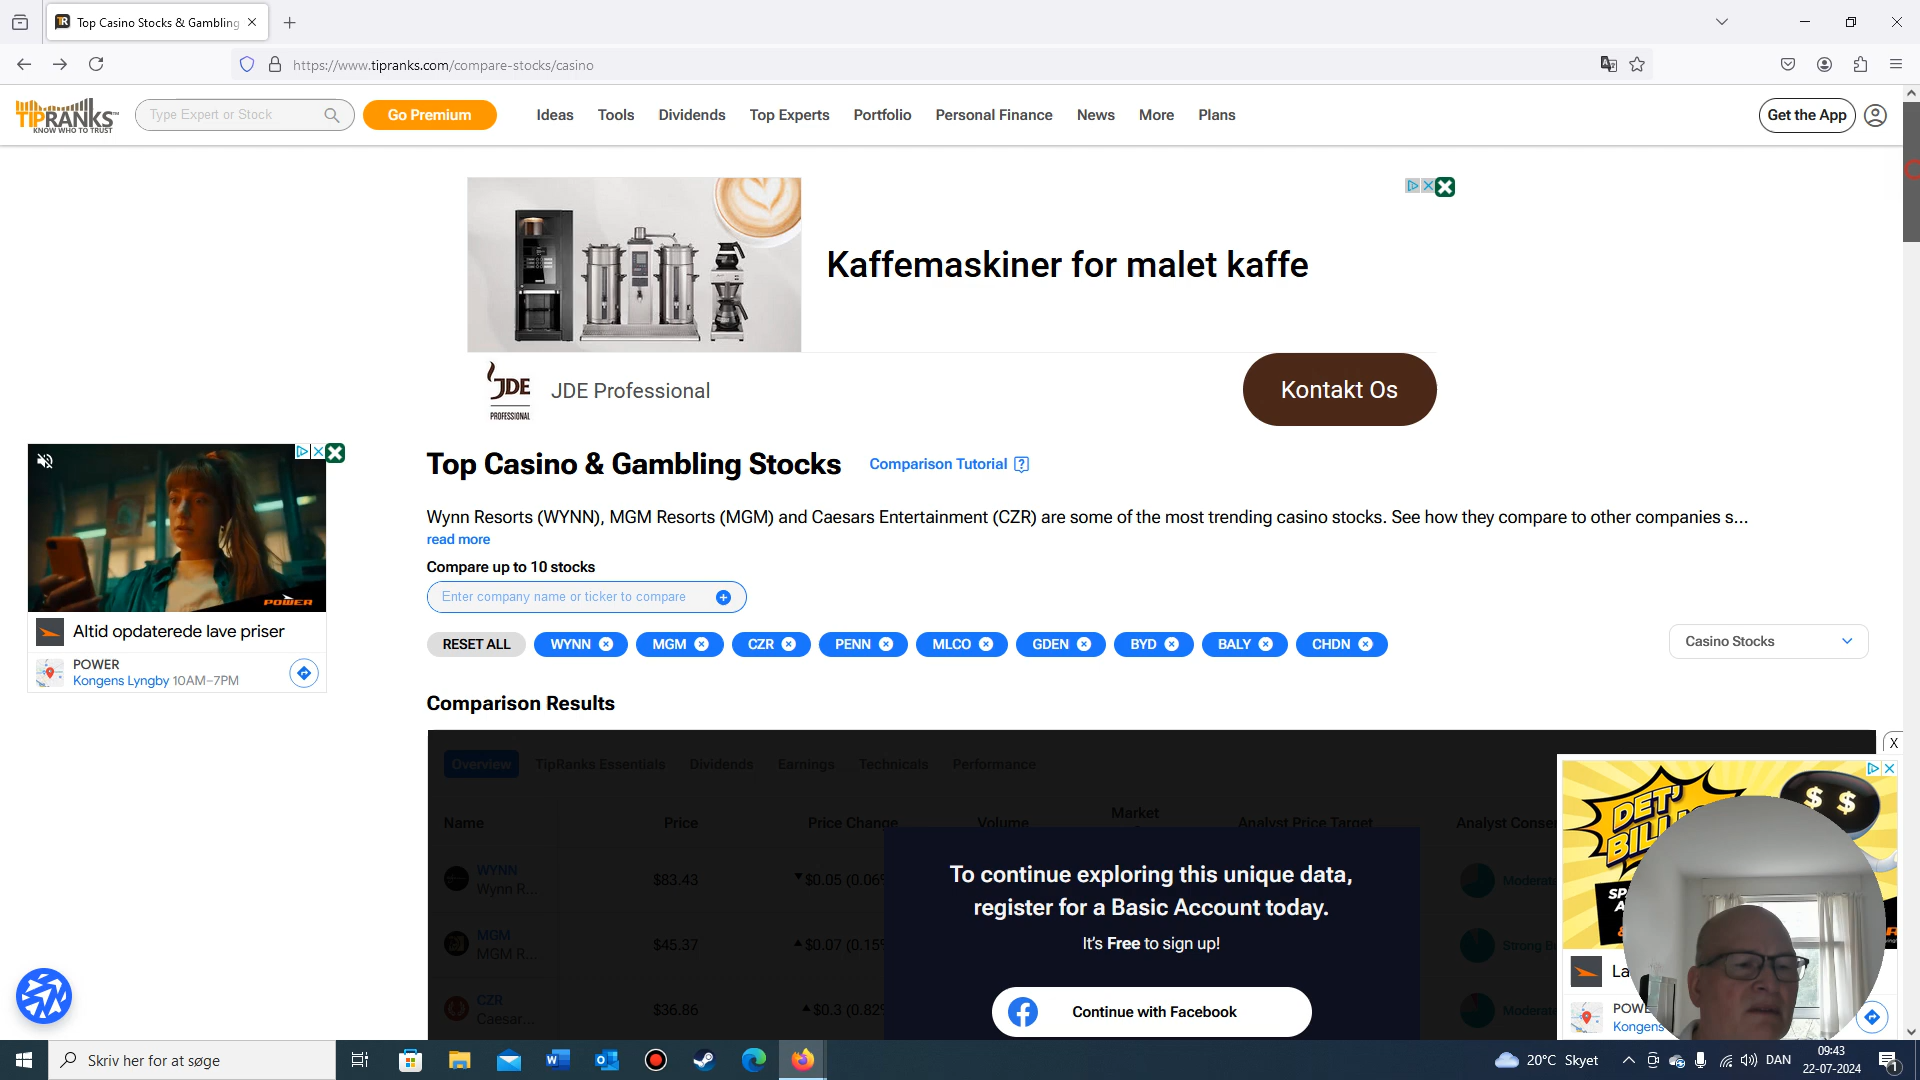 Top Casino Stocks & Gambling
https://www.tipranks.com/compare-stocks/casino
TIPRANKS™
KNOW WHO TO TRUST
Type Expert or Stock
Go Premium
Ideas
Tools
Dividends
Top Experts
Portfolio
Personal Finance
News
More
Plans
Get the App
Kaffemaskiner for malet kaffe
JDE
PROFESSIONAL
JDE Professional
Kontakt Os
POWER
Altid opdaterede lave priser
POWER
Kongens Lyngby 10AM–7PM
Top Casino & Gambling Stocks
Comparison Tutorial
Wynn Resorts (WYNN), MGM Resorts (MGM) and Caesars Entertainment (CZR) are some of the most trending casino stocks. See how they compare to other companies s...
read more
Compare up to 10 stocks
Enter company name or ticker to compare
RESET ALL
WYNN
MGM
CZR
PENN
MLCO
GDEN
BYD
BALY
CHDN
Casino Stocks
Comparison Results
X
Overview
TipRanks Essentials
Dividends
Earnings
Technicals
Performance
Name
Price
Price Change
Volume
Market
Analyst Price Target
Analyst Conse
WYNN
Wynn R...
$83.43
$0.05 (0.06%
Moderate
MGM
MGM R...
$45.37
$0.07 (0.15%
Strong B
CZR
Caesar...
$36.86
$0.3 (0.82%
Moderate
To continue exploring this unique data,
register for a Basic Account today.
It's Free to sign up!
Continue with Facebook
DET'
BILL
$ $
La
POWE
Kongens
Skriv her for at søge
20°C Skyet
DAN
09:43
22-07-2024
1